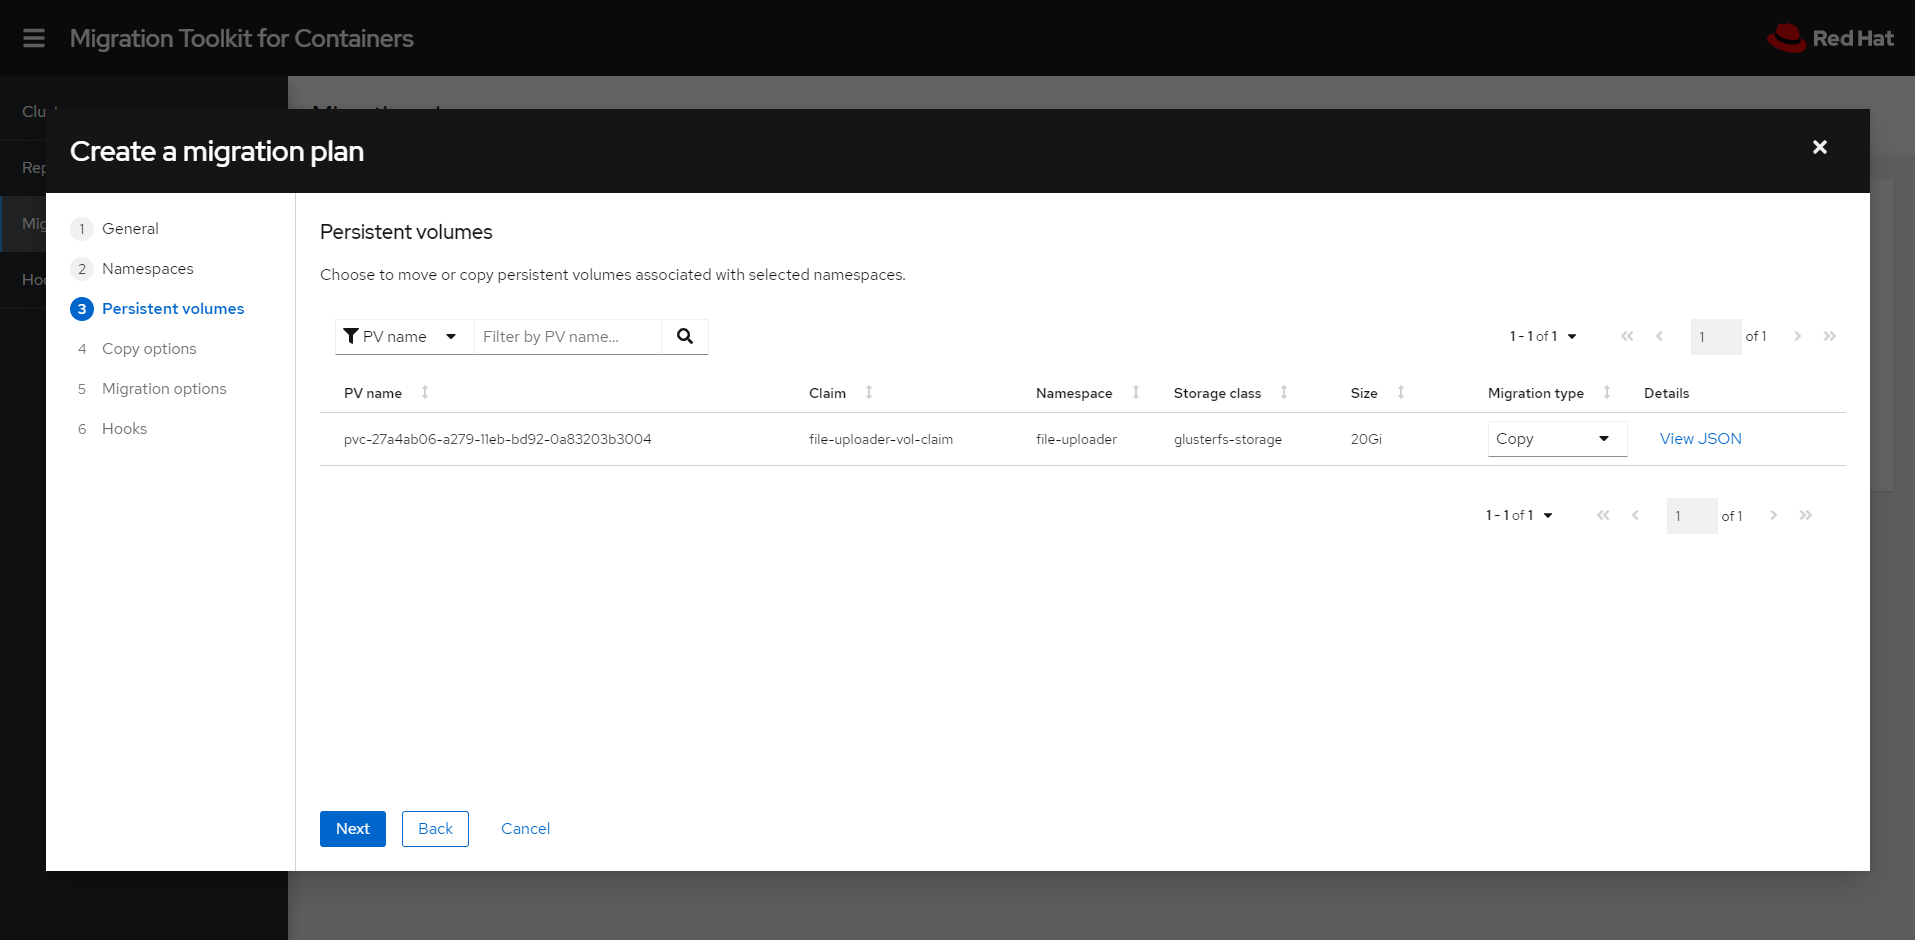 Migration Toolkit for Containers
Red Hat
Create a migration plan
1 General
2 Namespaces
3 Persistent volumes
4 Copy options
5 Migration options
6 Hooks
Persistent volumes
Choose to move or copy persistent volumes associated with selected namespaces.
PV name Filter by PV name... 1 - 1 of 1 1 of 1
PV name Claim Namespace Storage class Size Migration type Details
pvc-27a4ab06-a279-11eb-bd92-0a83203b3004 file-uploader-vol-claim file-uploader glusterfs-storage 20Gi Copy View JSON
1 - 1 of 1 1 of 1
Next Back Cancel